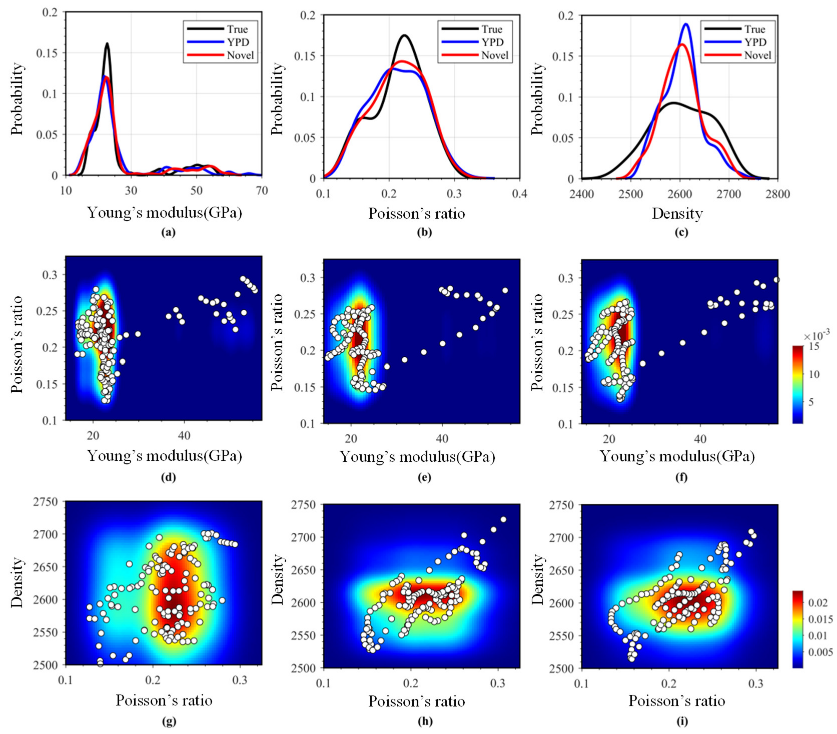 0.2
0.15
0.1
0.05
0
Probability
True
YPD
Novel
10 23 30 50 70
Young's modulus(GPa)
(a)
0.2
0.15
0.1
0.05
0
Probability
True
YPD
Novel
0.1 0.2 0.3 0.4
Poisson's ratio
(b)
0.2
0.15
0.1
0.05
0
Probability
True
YPD
Novel
2400 2500 2600 2700 2800
Density
(c)
0.3
0.25
0.2
0.15
0.1
Poisson's ratio
20 40
Young's modulus(GPa)
(d)
0.3
0.25
0.2
0.15
0.1
Poisson's ratio
20 40
Young's modulus(GPa)
(e)
0.3
0.25
0.2
0.15
0.1
Poisson's ratio
20 40
Young's modulus(GPa)
(f)
×10⁻³
15
10
5
2750
2700
2650
2600
2550
2500
Density
0.1 0.2 0.3
Poisson's ratio
(g)
2750
2700
2650
2600
2550
2500
Poisson's ratio
0.1 0.2 0.3
Poisson's ratio
(h)
2750
2700
2650
2600
2550
2500
Density
0.1 0.2 0.3
Poisson's ratio
(i)
0.02
0.015
0.01
0.005